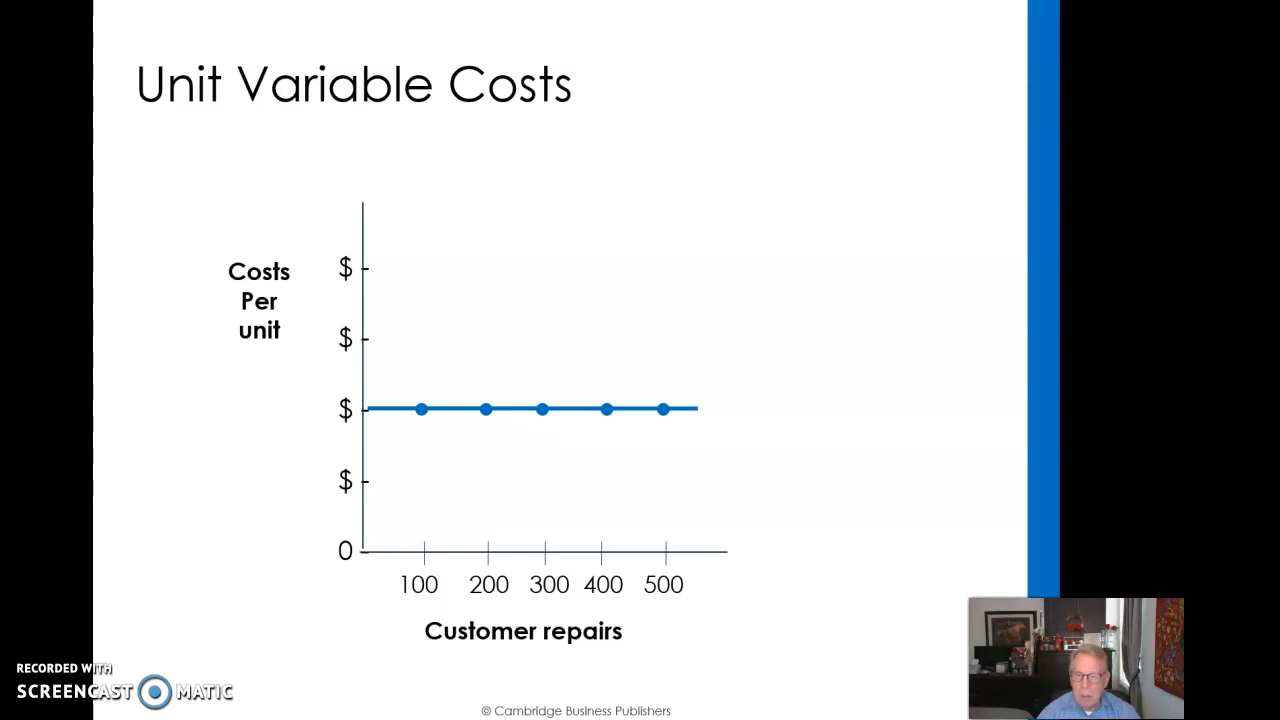 Unit Variable Costs
Costs
Per
unit
$
$
$
$
0
100 200 300 400 500
Customer repairs
RECORDED WITH
SCREENCAST MATIC
© Cambridge Business Publishers